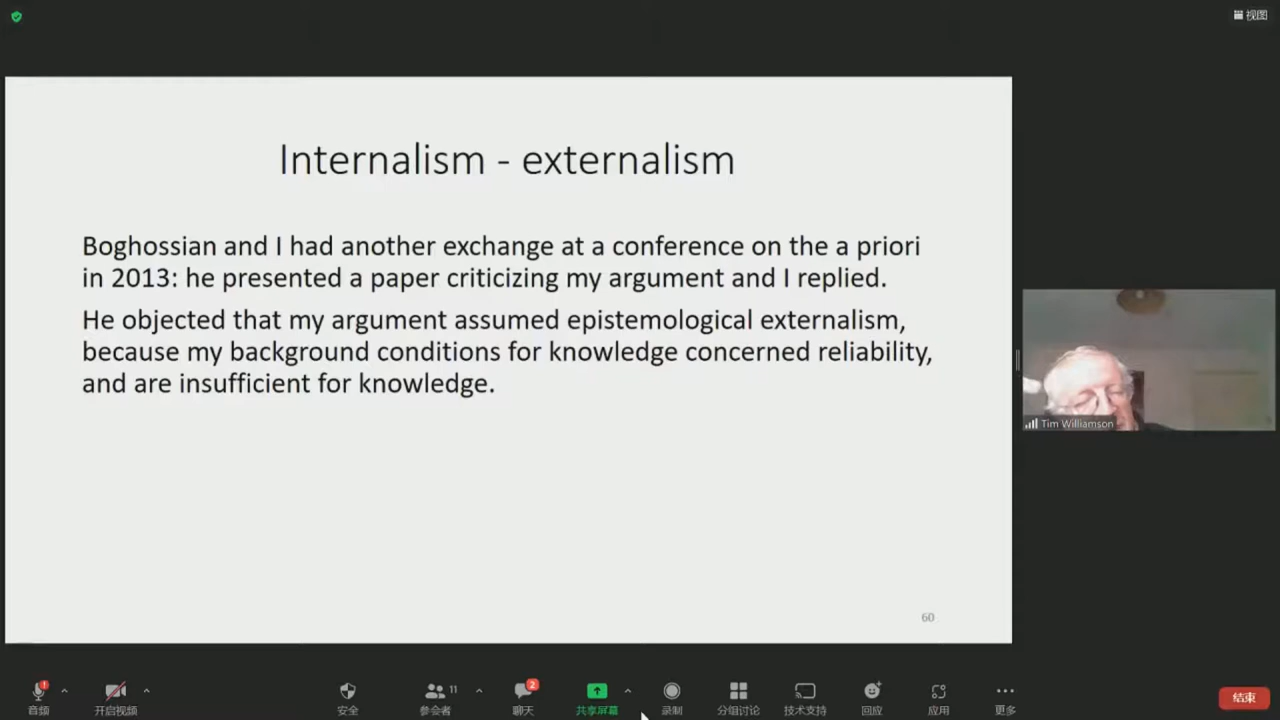 视图
Internalism - externalism
Boghossian and I had another exchange at a conference on the a priori
in 2013: he presented a paper criticizing my argument and I replied.
He objected that my argument assumed epistemological externalism,
because my background conditions for knowledge concerned reliability,
and are insufficient for knowledge.
Tim Williamson
60
11
2
音频
开启视频
安全
参会者
聊天
共享屏幕
录制
分组讨论
技术支持
回应
应用
更多
结束